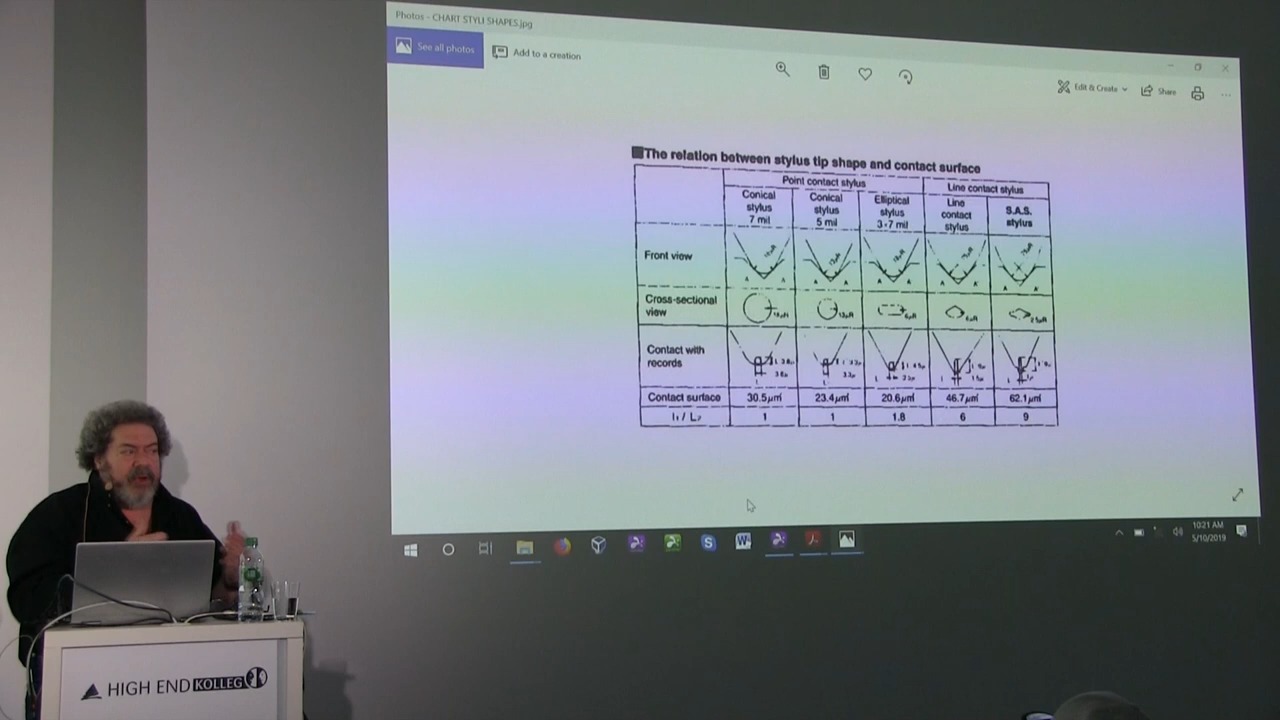 Photos - CHART STYLI SHAPES.jpg
See all photos
Add to a creation
Edit & Create
Share
The relation between stylus tip shape and contact surface
Point contact stylus
Line contact stylus
Conical stylus 7 mil
Conical stylus 5 mil
Elliptical stylus 3·7 mil
Line contact stylus
S.A.S. stylus
Front view
Cross-sectional view
Contact with records
Contact surface 30.5μm² 23.4μm² 20.6μm² 46.7μm² 62.1μm²
1 1 1.8 6 9
10:21 AM
5/10/2019
HIGH END KOLLEG